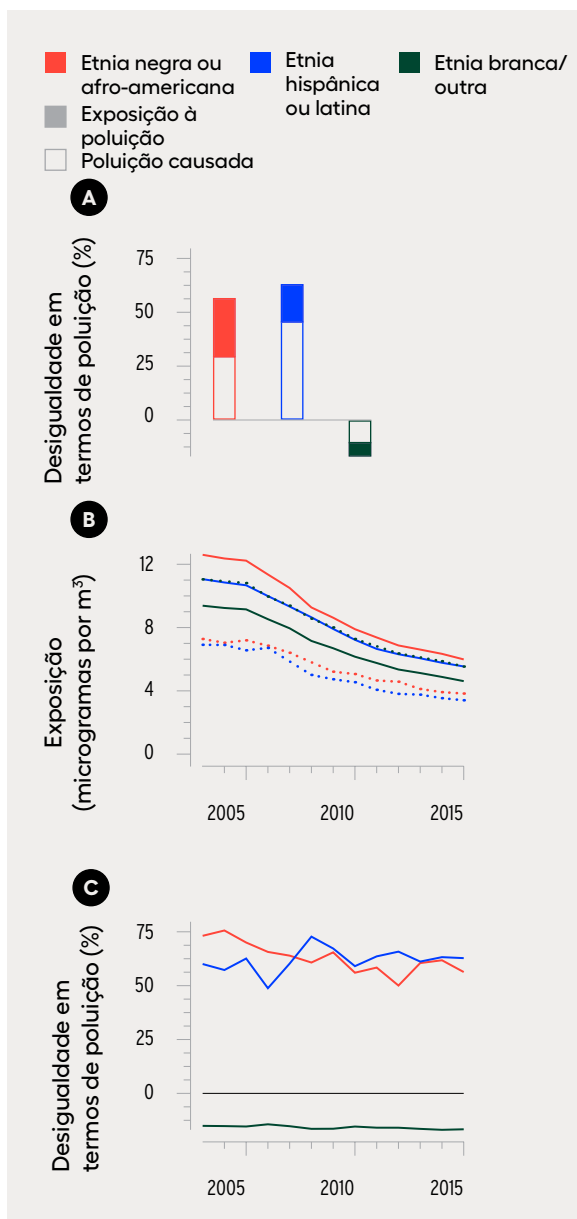 Etnia negra ou
afro-americana
Etnia
hispânica
ou latina
Etnia branca/
outra
Exposição à
poluição
Poluição causada
A
Desigualdade em
termos de poluição (%)
75
50
25
0
B
Exposição
(microgramas por m³)
12
8
4
0
2005 2010 2015
C
Desigualdade em
termos de poluição (%)
75
50
25
0
2005 2010 2015